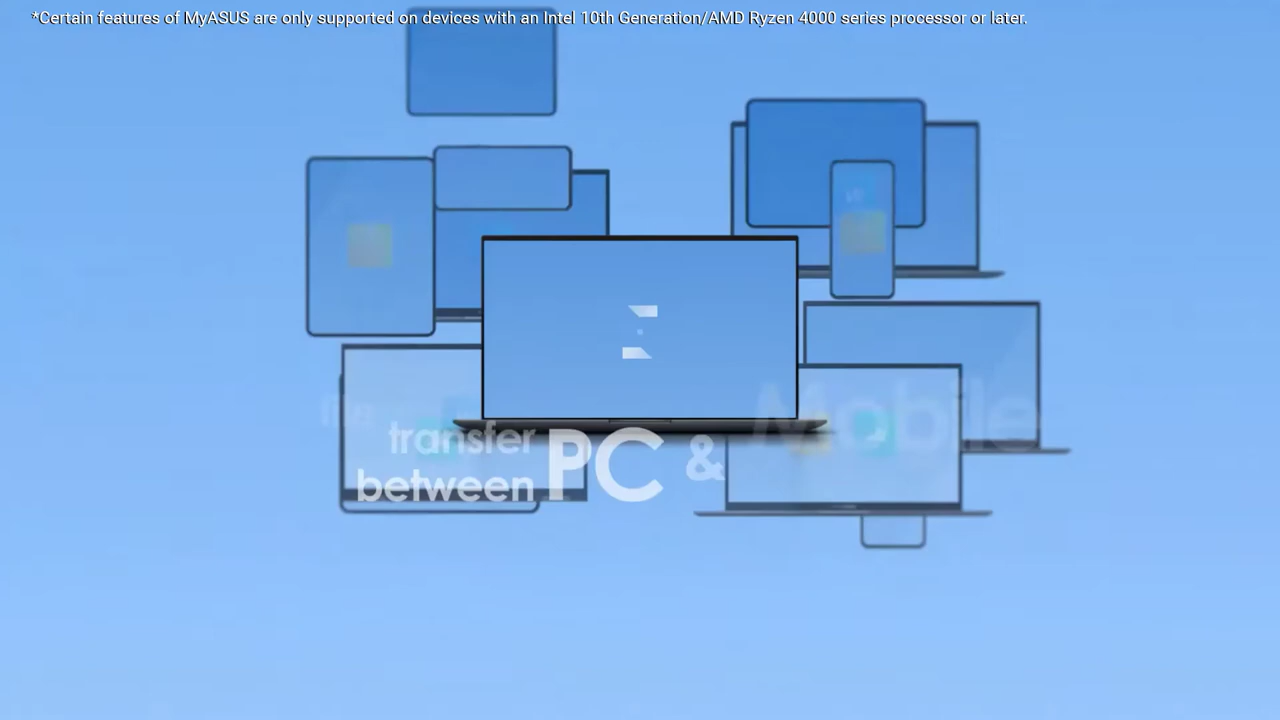 *Certain features of MyASUS are only supported on devices with an Intel 10th Generation/AMD Ryzen 4000 series processor or later.
transfer
between PC & Mobile